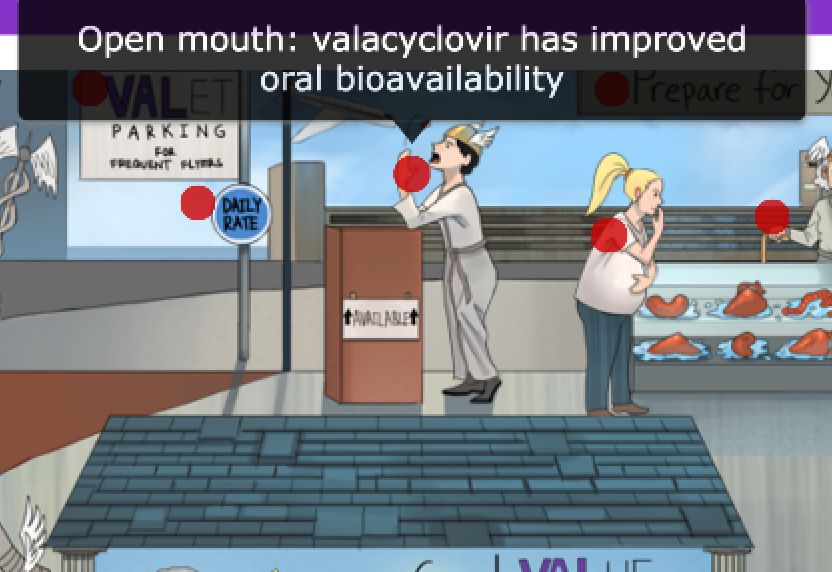 Open mouth: valacyclovir has improved
oral bioavailability
VALET
PARKING
FOR
FREQUENT FLYERS
Prepare for
DAILY
RATE
AVAILABLE
VALUE